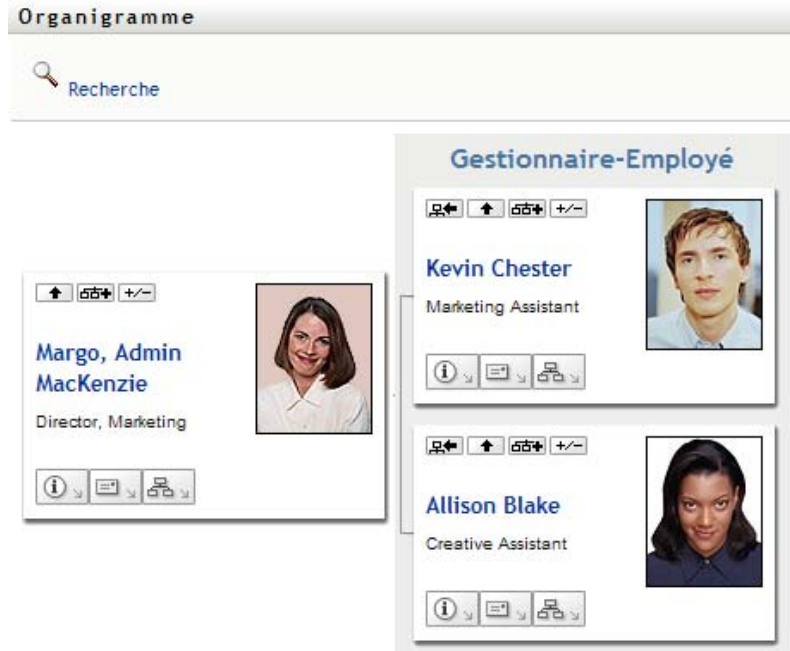 Organigramme
Recherche
Gestionnaire-Employé
+/-
Kevin Chester
Marketing Assistant
+/-
Margo, Admin
MacKenzie
Director, Marketing
+/-
Allison Blake
Creative Assistant